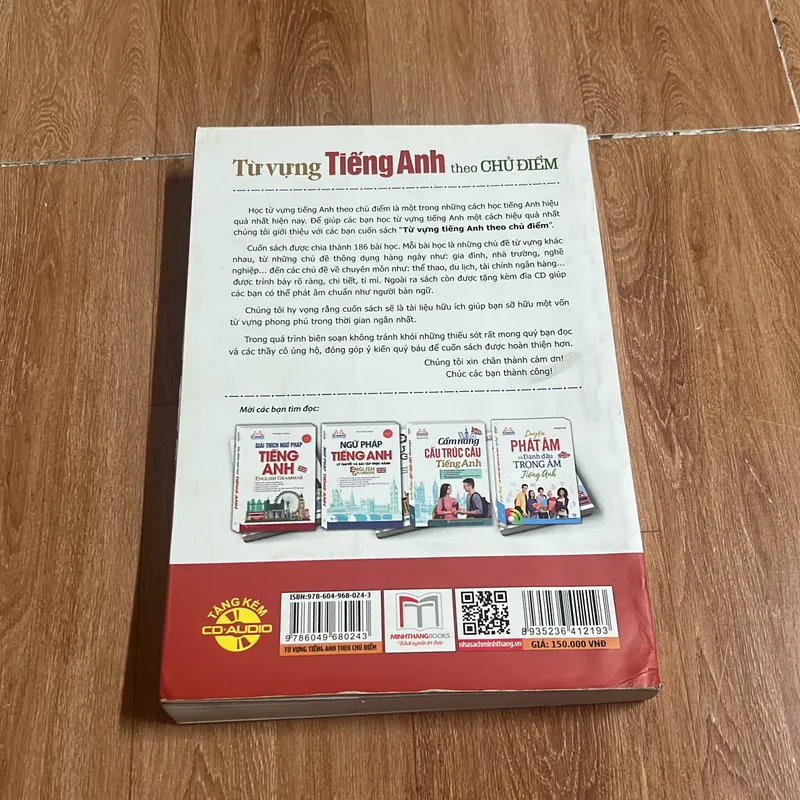 Từ vựng Tiếng Anh theo CHỦ ĐIỂM
Học từ vựng tiếng Anh theo chủ điểm là một trong những cách học tiếng Anh hiệu
quả nhất hiện nay. Để giúp các bạn học từ vựng tiếng Anh một cách hiệu quả nhất
chúng tôi giới thiệu với các bạn cuốn sách "Từ vựng tiếng Anh theo chủ điểm".
Cuốn sách được chia thành 186 bài học. Mỗi bài học là những chủ đề từ vựng khác
nhau, từ những chủ đề thông dụng hàng ngày như: gia đình, nhà trường, nghề
nghiệp... đến các chủ đề về chuyên môn như: thể thao, du lịch, tài chính ngân hàng...
được trình bày rõ ràng, chi tiết, tỉ mỉ. Ngoài ra sách còn được tặng kèm đĩa CD giúp
các bạn có thể phát âm chuẩn như người bản ngữ.
Chúng tôi hy vọng rằng cuốn sách sẽ là tài liệu hữu ích giúp bạn sỡ hữu một vốn
từ vựng phong phú trong thời gian ngắn nhất.
Trong quá trình biên soạn không tránh khỏi những thiếu sót rất mong quý bạn đọc
và các thầy cô ủng hộ, đóng góp ý kiến quý báu để cuốn sách được hoàn thiện hơn.
Chúng tôi xin chân thành cảm ơn!
Chúc các bạn thành công!
Mời các bạn tìm đọc:
GIẢI THÍCH NGỮ PHÁP
TIẾNG
ANH
ENGLISH GRAMMAR
NGỮ PHÁP
TIẾNG ANH
LÝ THUYẾT VÀ BÀI TẬP THỰC HÀNH
ENGLISH
GRAMMAR
Cẩm nang
CẤU TRÚC CÂU
Tiếng Anh
Luyện
PHÁT ÂM
và Đánh dấu
TRỌNG ÂM
Tiếng Anh
TẶNG KÈM
CD-AUDIO
ISBN:978-604-968-024-3
9786049680243
TỪ VỰNG TIẾNG ANH THEO CHỦ ĐIỂM
MINHTHANGBOOKS
"Khơi nguồn tri thức"
nhasachminhthang.vn
8935236412193
GIÁ: 150.000 VNĐ